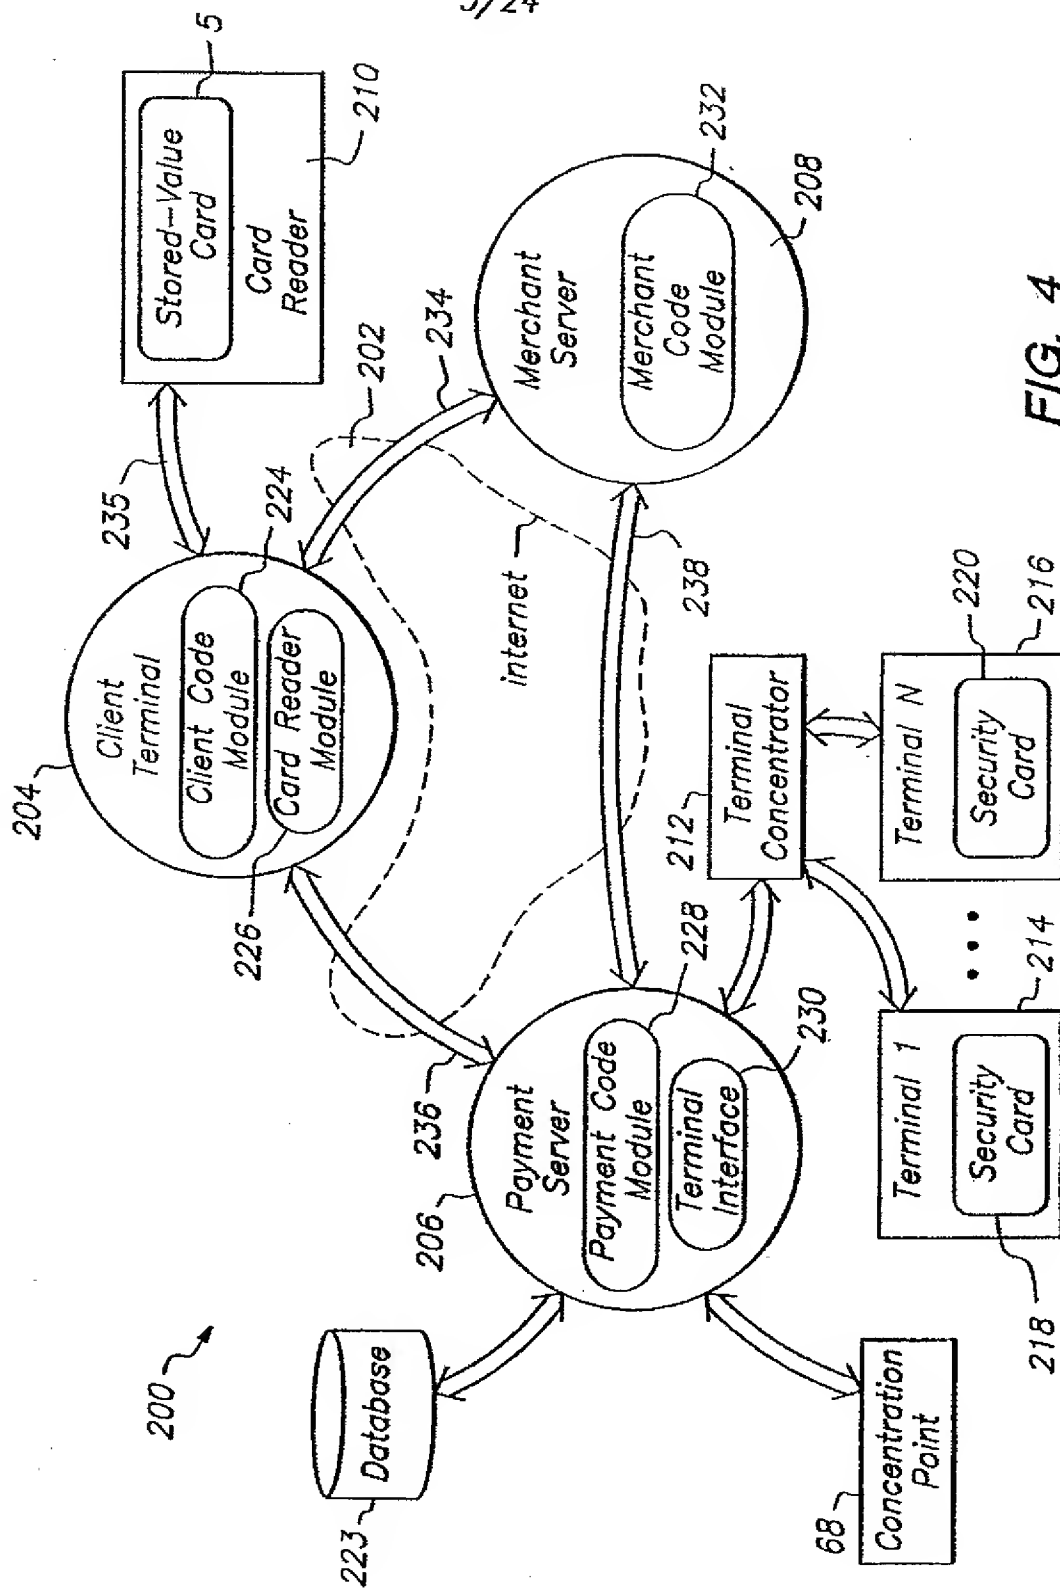 3/24
200
204
Client
Terminal
Client Code
Module
224
Card Reader
Module
226
235
Stored-Value
Card
5
Card
Reader
210
202
234
internet
Merchant
Server
Merchant
Code
Module
232
208
236
238
206
Payment
Server
Payment Code
Module
228
Terminal
Interface
230
Database
223
68
Concentration
Point
212
Terminal
Concentrator
Terminal 1
Security
Card
214
218
Terminal N
Security
Card
220
216
FIG. 4